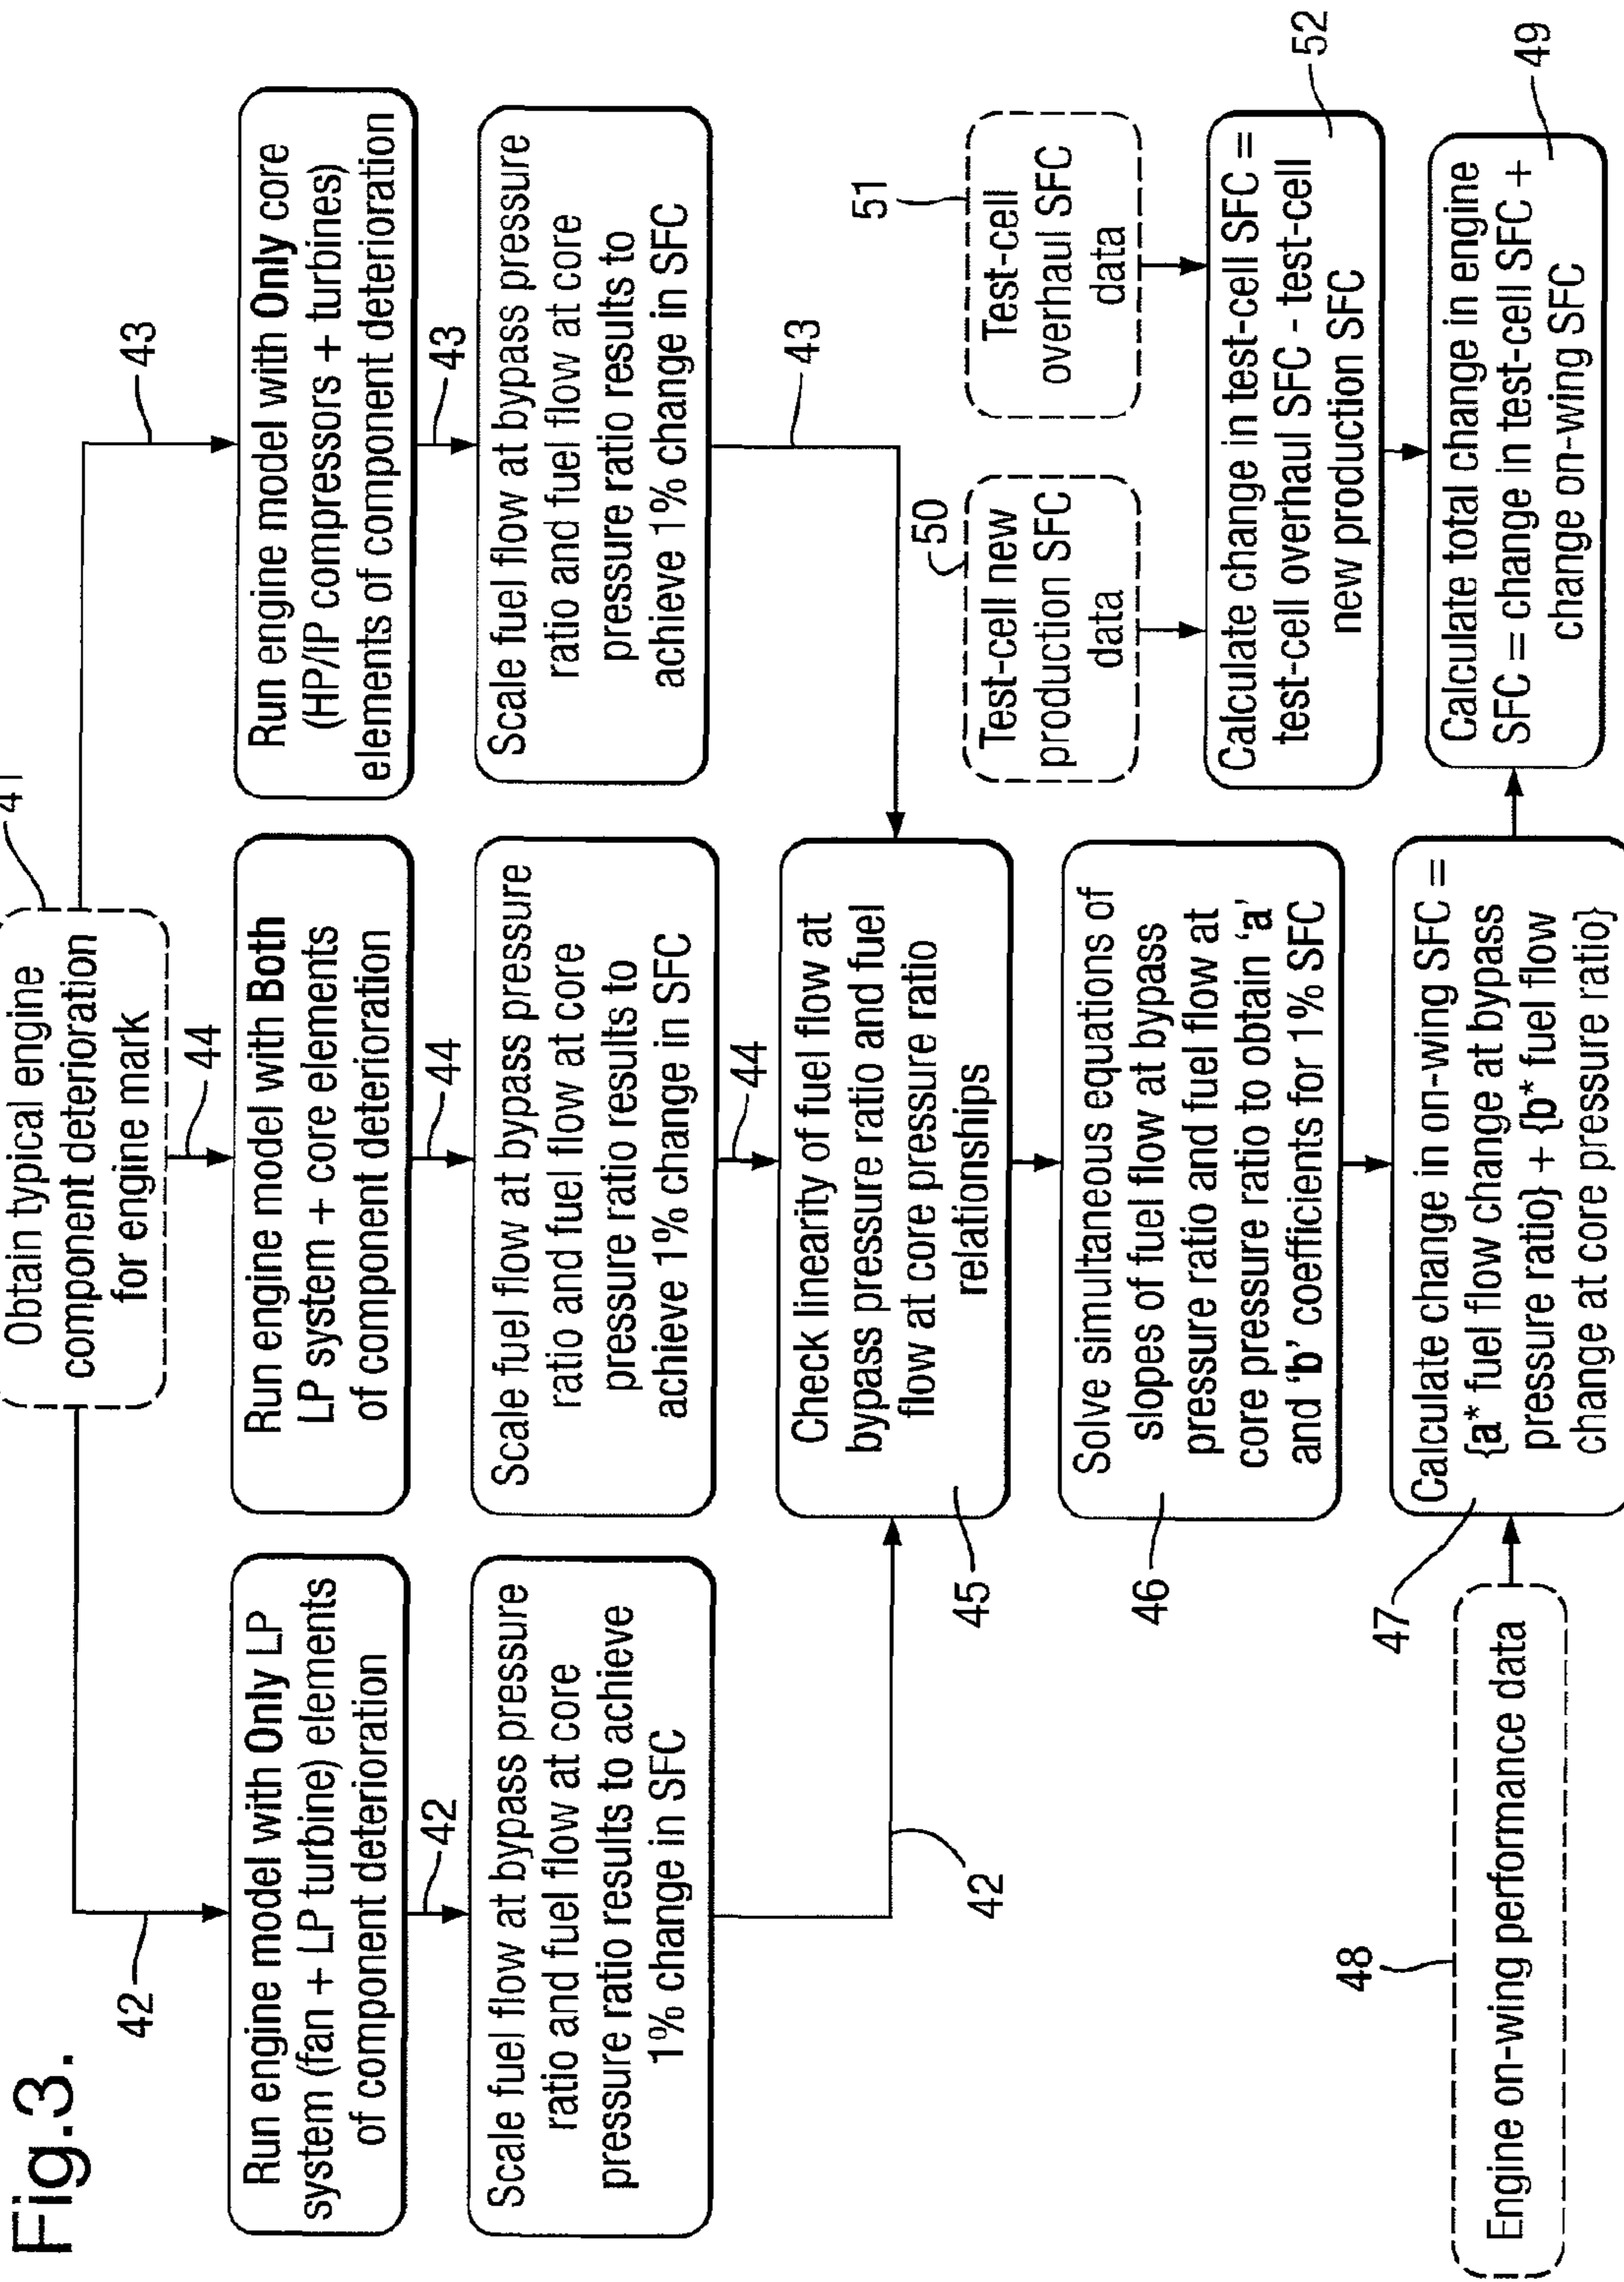 Fig.3.
Obtain typical engine
component deterioration
for engine mark
41
42
44
43
Run engine model with Only LP
system (fan + LP turbine) elements
of component deterioration
Run engine model with Both
LP system + core elements
of component deterioration
Run engine model with Only core
(HP/IP compressors + turbines)
elements of component deterioration
42
44
43
Scale fuel flow at bypass pressure
ratio and fuel flow at core
pressure ratio results to achieve
1% change in SFC
Scale fuel flow at bypass pressure
ratio and fuel flow at core
pressure ratio results to
achieve 1% change in SFC
Scale fuel flow at bypass pressure
ratio and fuel flow at core
pressure ratio results to
achieve 1% change in SFC
42
44
43
Check linearity of fuel flow at
bypass pressure ratio and fuel
flow at core pressure ratio
relationships
45
Solve simultaneous equations of
slopes of fuel flow at bypass
pressure ratio and fuel flow at
core pressure ratio to obtain ‘a’
and ‘b’ coefficients for 1% SFC
46
50
Test-cell new
production SFC
data
51
Test-cell
overhaul SFC
data
Calculate change in test-cell SFC =
test-cell overhaul SFC - test-cell
new production SFC
52
48
Engine on-wing performance data
47
Calculate change in on-wing SFC =
{a* fuel flow change at bypass
pressure ratio} + {b* fuel flow
change at core pressure ratio}
Calculate total change in engine
SFC = change in test-cell SFC +
change on-wing SFC
49